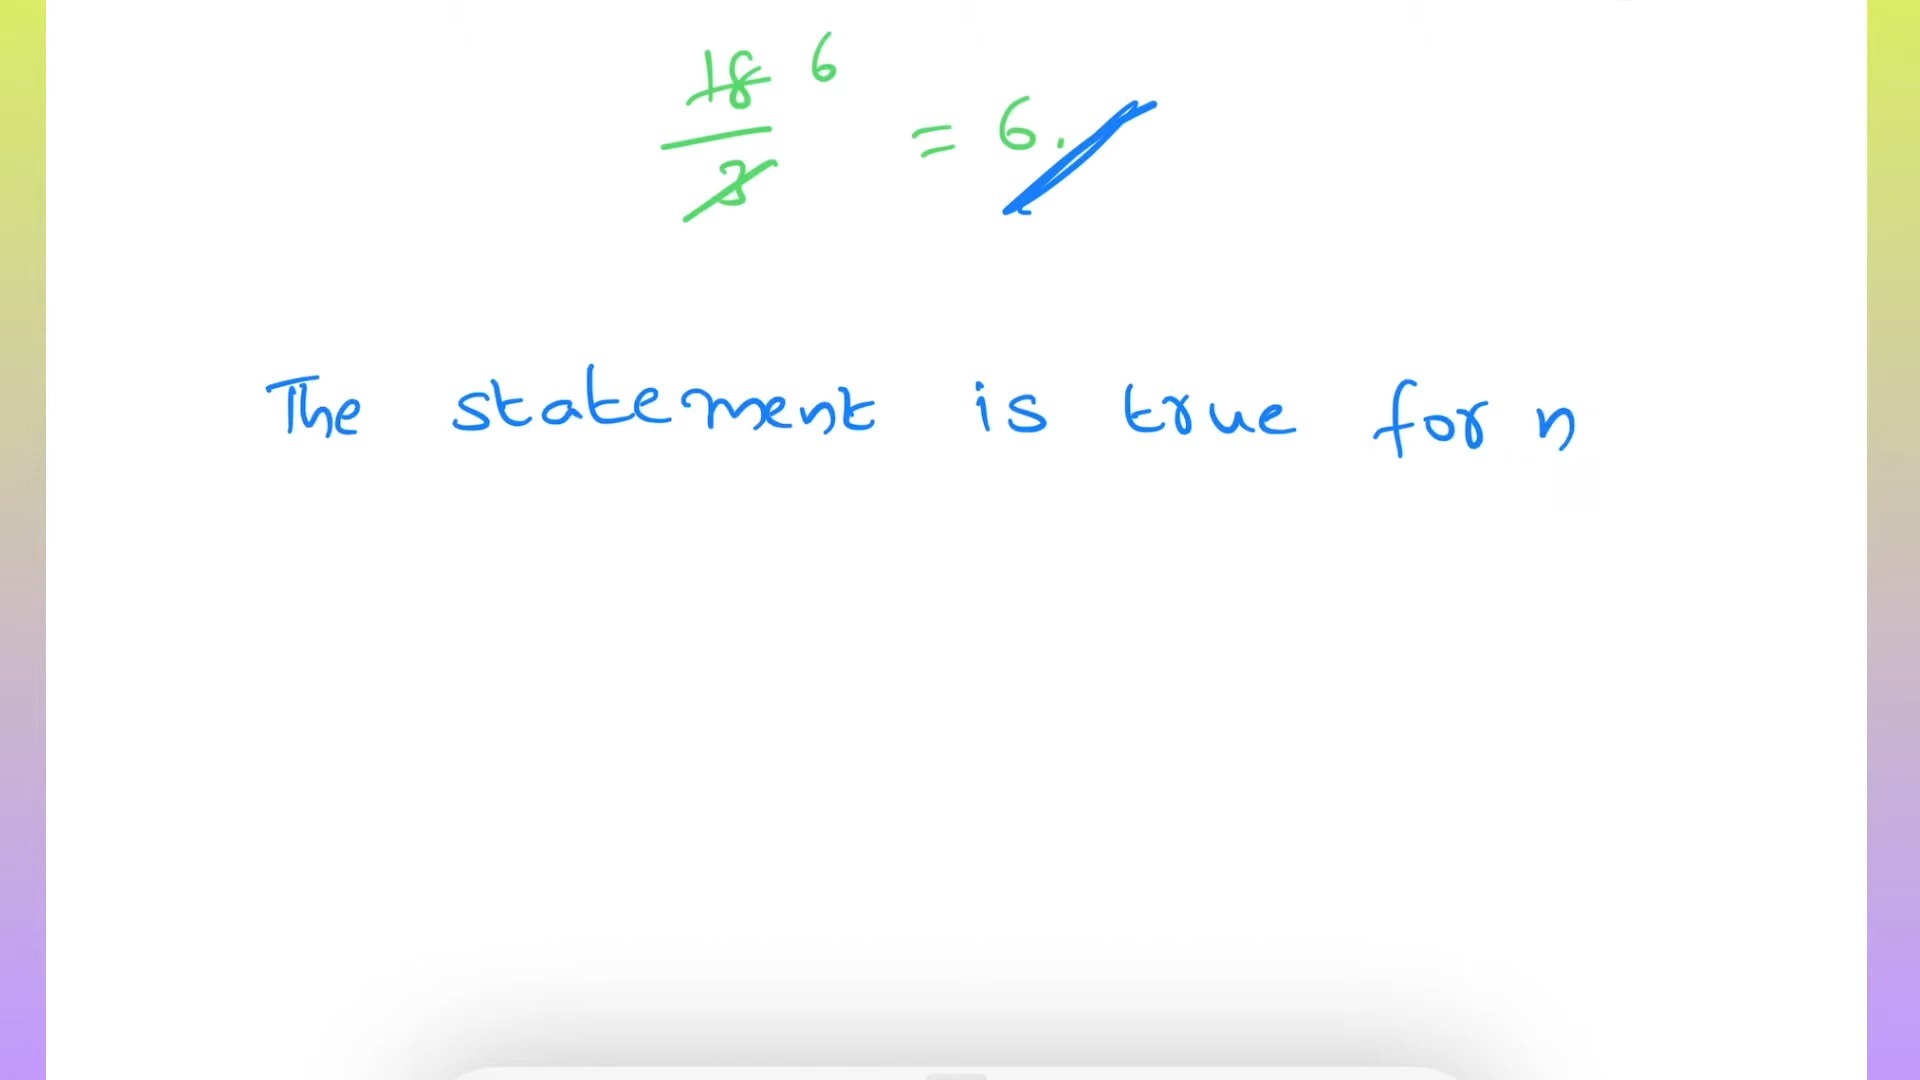 18 6
3 = 6.
The statement is true for n